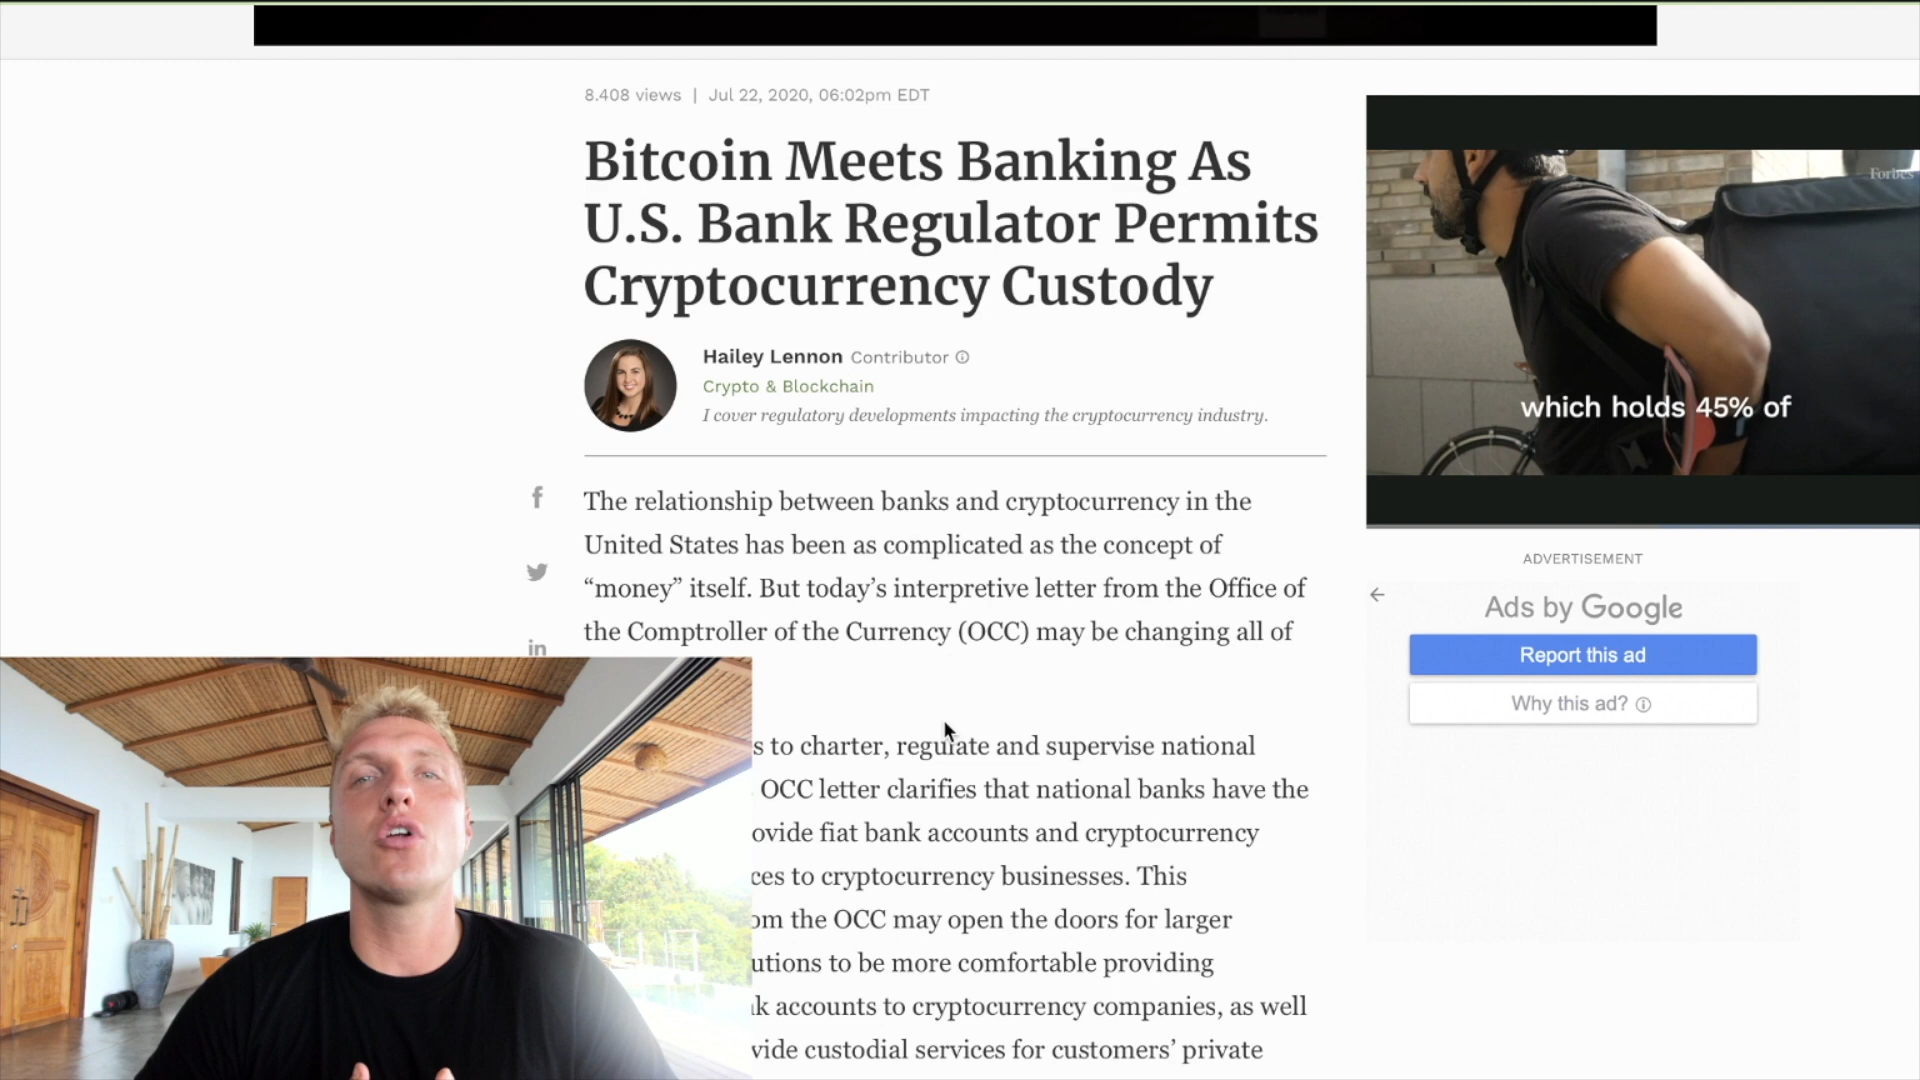 8.408 views | Jul 22, 2020, 06:02pm EDT
Bitcoin Meets Banking As
U.S. Bank Regulator Permits
Cryptocurrency Custody
Hailey Lennon Contributor
Crypto & Blockchain
I cover regulatory developments impacting the cryptocurrency industry.
The relationship between banks and cryptocurrency in the
United States has been as complicated as the concept of
“money” itself. But today’s interpretive letter from the Office of
the Comptroller of the Currency (OCC) may be changing all of
s to charter, regulate and supervise national
OCC letter clarifies that national banks have the
ovide fiat bank accounts and cryptocurrency
ces to cryptocurrency businesses. This
om the OCC may open the doors for larger
utions to be more comfortable providing
k accounts to cryptocurrency companies, as well
vide custodial services for customers’ private
f
in
Forbes
which holds 45% of
ADVERTISEMENT
Ads by Google
Report this ad
Why this ad?